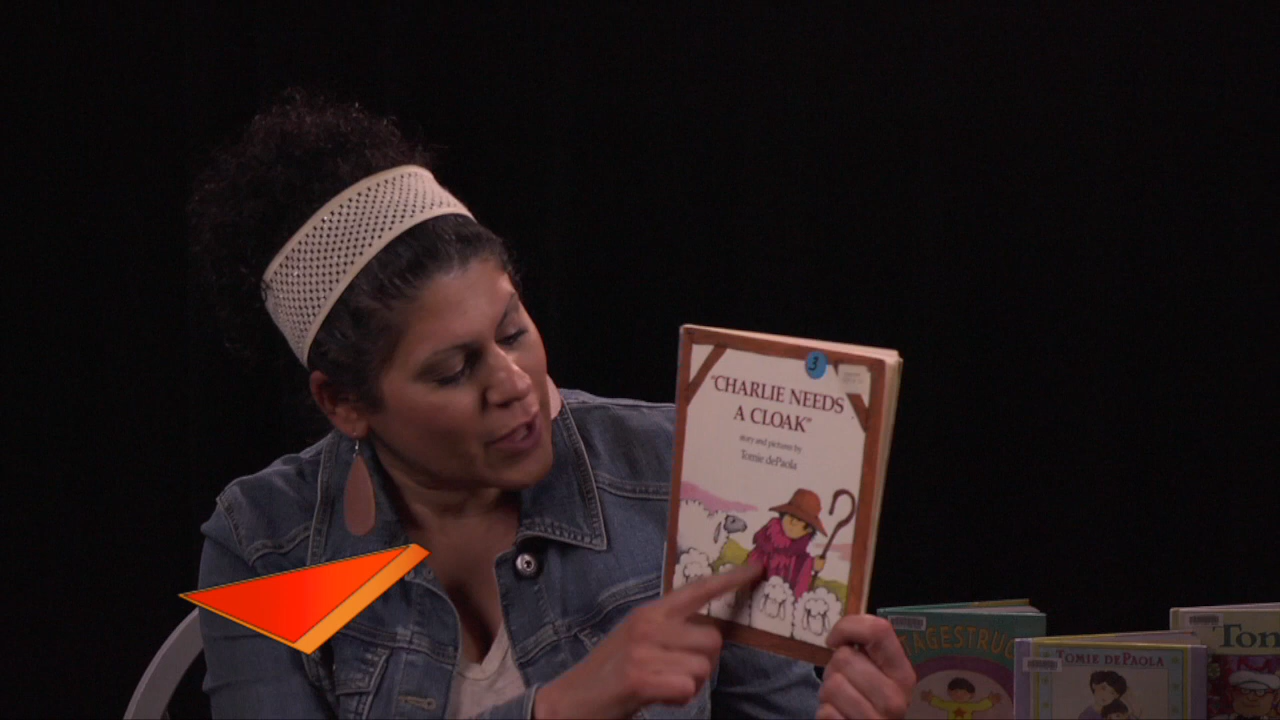 3
"CHARLIE NEEDS
A CLOAK"
story and pictures by
Tomie dePaola
TOMIE DEPAOLA